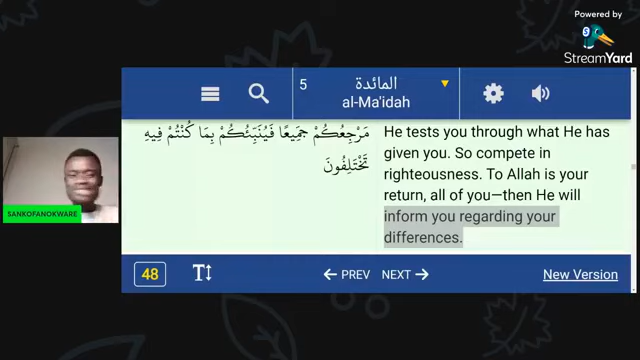 Powered by
StreamYard
5
المائدة
al-Ma'idah
مَرْجِعُكُمْ جَمِيعًا فَيُنَبِّئُكُمْ بِمَا كُنْتُمْ فِيهِ
تَخْتَلِفُونَ
He tests you through what He has
given you. So compete in
righteousness. To Allah is your
return, all of you—then He will
inform you regarding your
differences.
SANKOFANOKWARE
48
T
PREV
NEXT
New Version